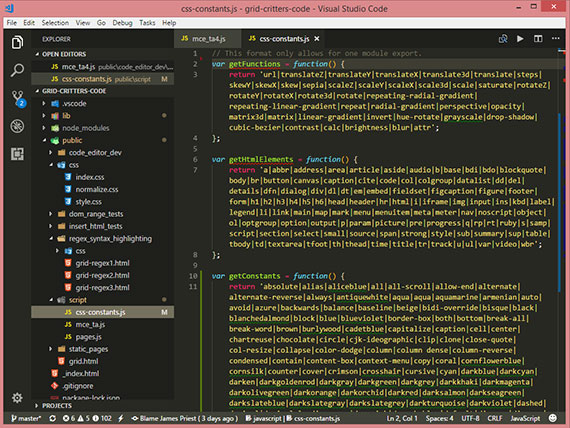 css-constants.js - grid-critters-code - Visual Studio Code
File Edit Selection View Go Debug Tasks Help
EXPLORER
OPEN EDITORS
mce_ta4.js public\code_editor_dev\...
css-constants.js public\script M
GRID-CRITTERS-CODE
.vscode
lib
node_modules
public
code_editor_dev
css
index.css
normalize.css
style.css
dom_range_tests
insert_html_tests
regex_syntax_highlighting
css
grid-regex1.html
grid-regex2.html
grid-regex3.html
script
css-constants.js M
mce_ta.js
pages.js
static_pages
grid.html
_index.html
.gitignore
package-lock.json
PROJECTS
mce_ta4.js
css-constants.js
1 // This format only allows for one module export.
2 var getFunctions = function() {
3 return 'url|translateZ|translateY|translateX|translate3d|translate|steps|
skewY|skewX|skew|sepia|scaleZ|scaleY|scaleX|scale3d|scale|saturate|rotateZ|
rotateY|rotateX|rotate3d|rotate|repeating-radial-gradient|
repeating-linear-gradient|repeat|radial-gradient|perspective|opacity|
matrix3d|matrix|linear-gradient|invert|hue-rotate|grayscale|drop-shadow|
cubic-bezier|contrast|calc|brightness|blur|attr';
4 };
5
6 var getHtmlElements = function() {
7 return 'a|abbr|address|area|article|aside|audio|b|base|bdi|bdo|blockquote|
body|br|button|canvas|caption|cite|code|col|colgroup|datalist|dd|del|
details|dfn|dialog|div|dl|dt|em|embed|fieldset|figcaption|figure|footer|
form|h1|h2|h3|h4|h5|h6|head|header|hr|html|i|iframe|img|input|ins|kbd|label|
legend|li|link|main|map|mark|menu|menuitem|meta|meter|nav|noscript|object|
ol|optgroup|option|output|p|param|picture|pre|progress|q|rp|rt|ruby|s|samp|
script|section|select|small|source|span|strong|style|sub|summary|sup|table|
tbody|td|textarea|tfoot|th|thead|time|title|tr|track|u|ul|var|video|wbr';
8 };
9
10 var getConstants = function() {
11 return 'absolute|alias|aliceblue|all|all-scroll|allow-end|alternate|
alternate-reverse|always|antiquewhite|aqua|aqua|aquamarine|armenian|auto|
avoid|azure|backwards|balance|baseline|beige|bidi-override|bisque|black|
blanchedalmond|block|blue|blueviolet|border-box|both|bottom|break-all|
break-word|brown|burlywood|cadetblue|capitalize|caption|cell|center|
chartreuse|chocolate|circle|cjk-ideographic|clip|clone|close-quote|
col-resize|collapse|color-dodge|column|column dense|column-reverse|
condensed|contain|content-box|context-menu|copy|coral|cornflowerblue|
cornsilk|counter|cover|crimson|crosshair|cursive|cyan|darkblue|darkcyan|
darken|darkgoldenrod|darkgray|darkgreen|darkgrey|darkkhaki|darkmagenta|
darkolivegreen|darkorange|darkorchid|darkred|darksalmon|darkseagreen|
darkslateblue|darkslategray|darkslategrey|darkturquoise|darkviolet|dashed|
master* 6 5 102 Blame James Priest ( 3 days ago ) javascript css-constants.js Ln 2, Col 1 Spaces: 4 UTF-8 CRLF JavaScript